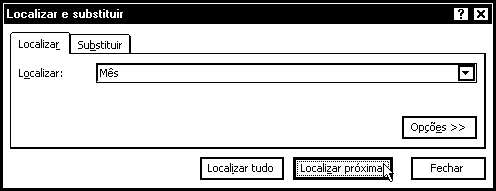 Localizar e substituir
Localizar Substituir
Localizar: Mês
Opções >>
Localizar tudo Localizar próxima Fechar